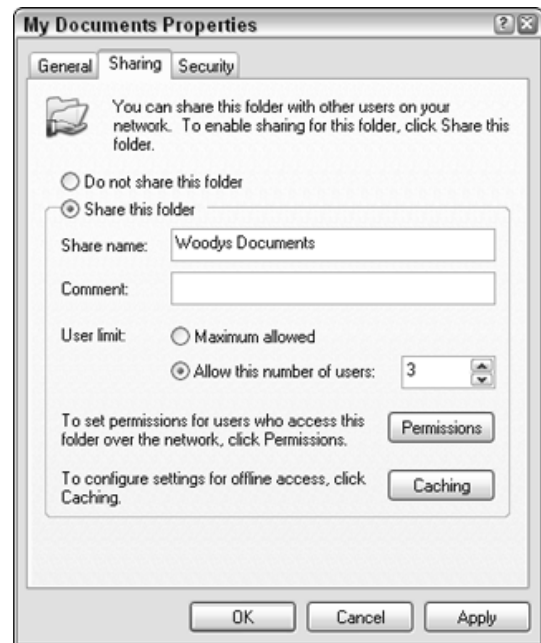 My Documents Properties
General Sharing Security
You can share this folder with other users on your
network. To enable sharing for this folder, click Share this
folder.
Do not share this folder
Share this folder
Share name: Woodys Documents
Comment:
User limit: Maximum allowed
Allow this number of users: 3
To set permissions for users who access this
folder over the network, click Permissions.
Permissions
To configure settings for offline access, click
Caching.
Caching
OK Cancel Apply